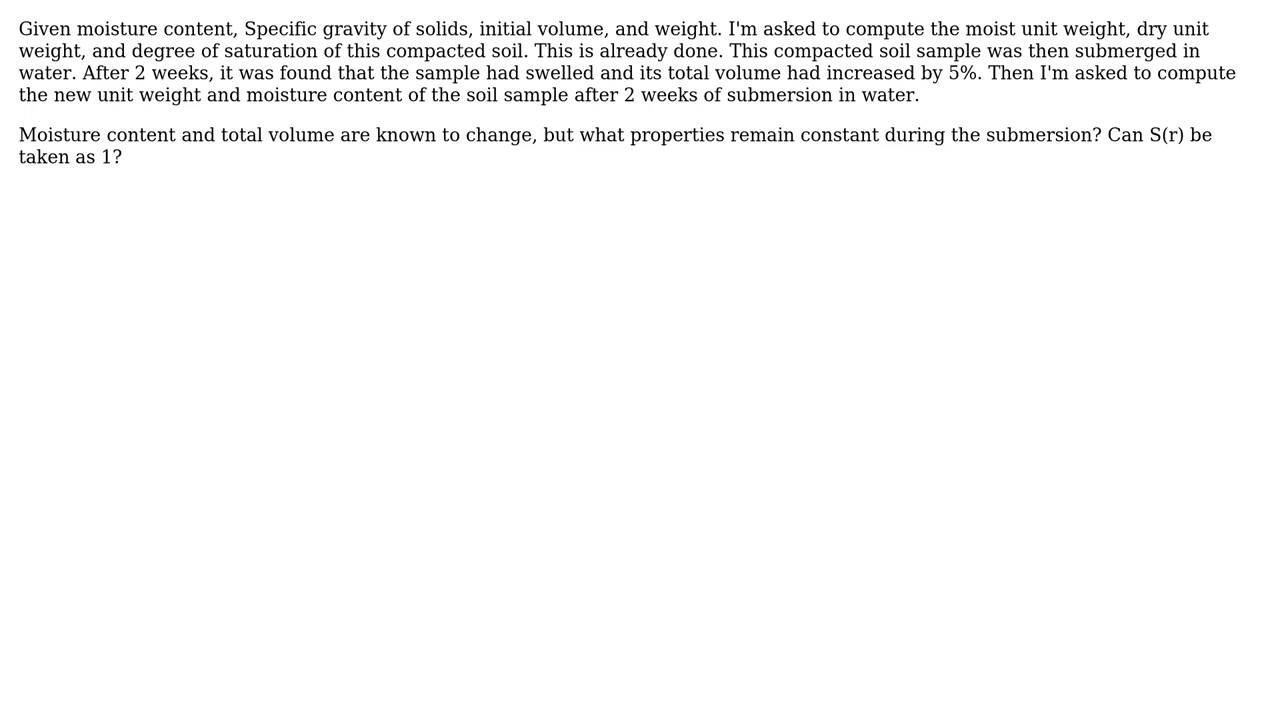 Given moisture content, Specific gravity of solids, initial volume, and weight. I'm asked to compute the moist unit weight, dry unit
weight, and degree of saturation of this compacted soil. This is already done. This compacted soil sample was then submerged in
water. After 2 weeks, it was found that the sample had swelled and its total volume had increased by 5%. Then I'm asked to compute
the new unit weight and moisture content of the soil sample after 2 weeks of submersion in water.
Moisture content and total volume are known to change, but what properties remain constant during the submersion? Can S(r) be
taken as 1?